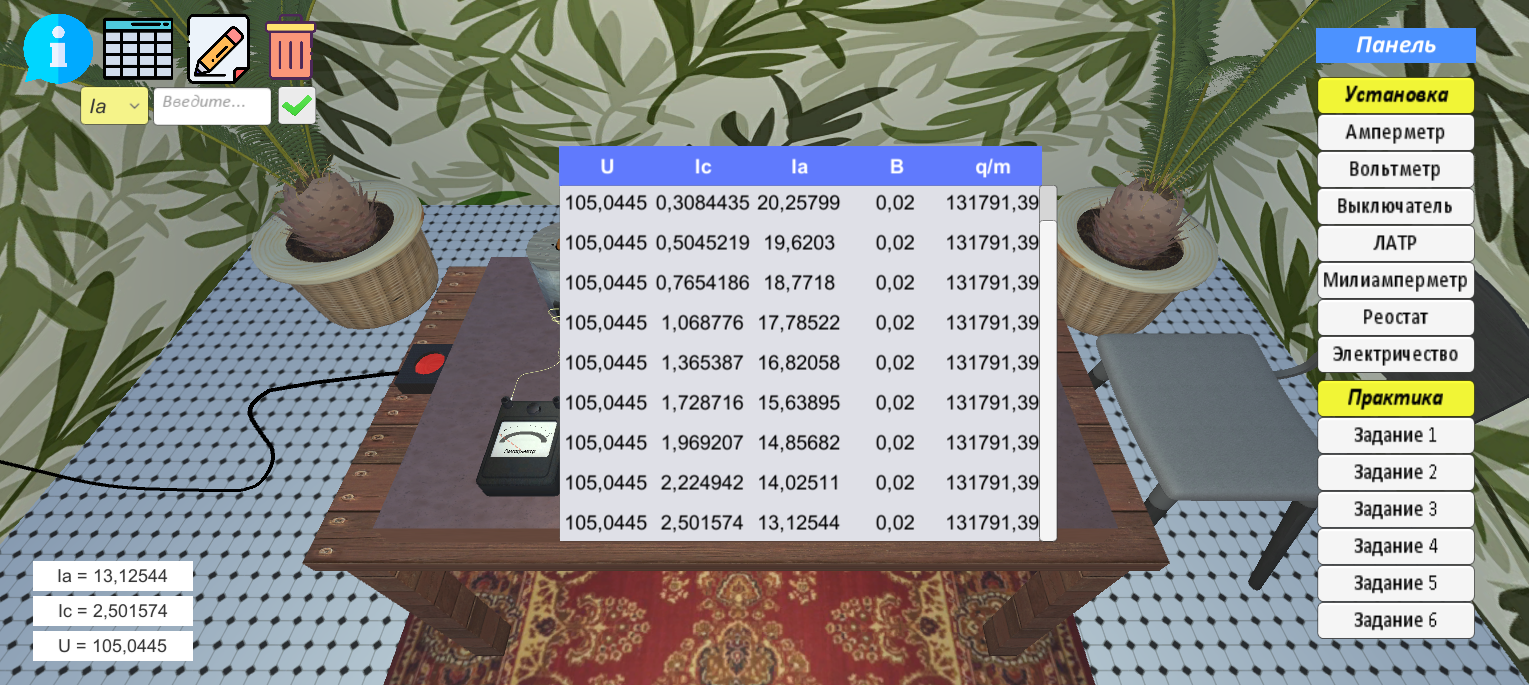 Ia
Введите...
Панель
Установка
Амперметр
Вольтметр
Выключатель
ЛАТР
Милиамперметр
Реостат
Электричество
Практика
Задание 1
Задание 2
Задание 3
Задание 4
Задание 5
Задание 6
U Ic Ia B q/m
105,0445 0,3084435 20,25799 0,02 131791,39
105,0445 0,5045219 19,6203 0,02 131791,39
105,0445 0,7654186 18,7718 0,02 131791,39
105,0445 1,068776 17,78522 0,02 131791,39
105,0445 1,365387 16,82058 0,02 131791,39
105,0445 1,728716 15,63895 0,02 131791,39
105,0445 1,969207 14,85682 0,02 131791,39
105,0445 2,224942 14,02511 0,02 131791,39
105,0445 2,501574 13,12544 0,02 131791,39
Ia = 13,12544
Ic = 2,501574
U = 105,0445